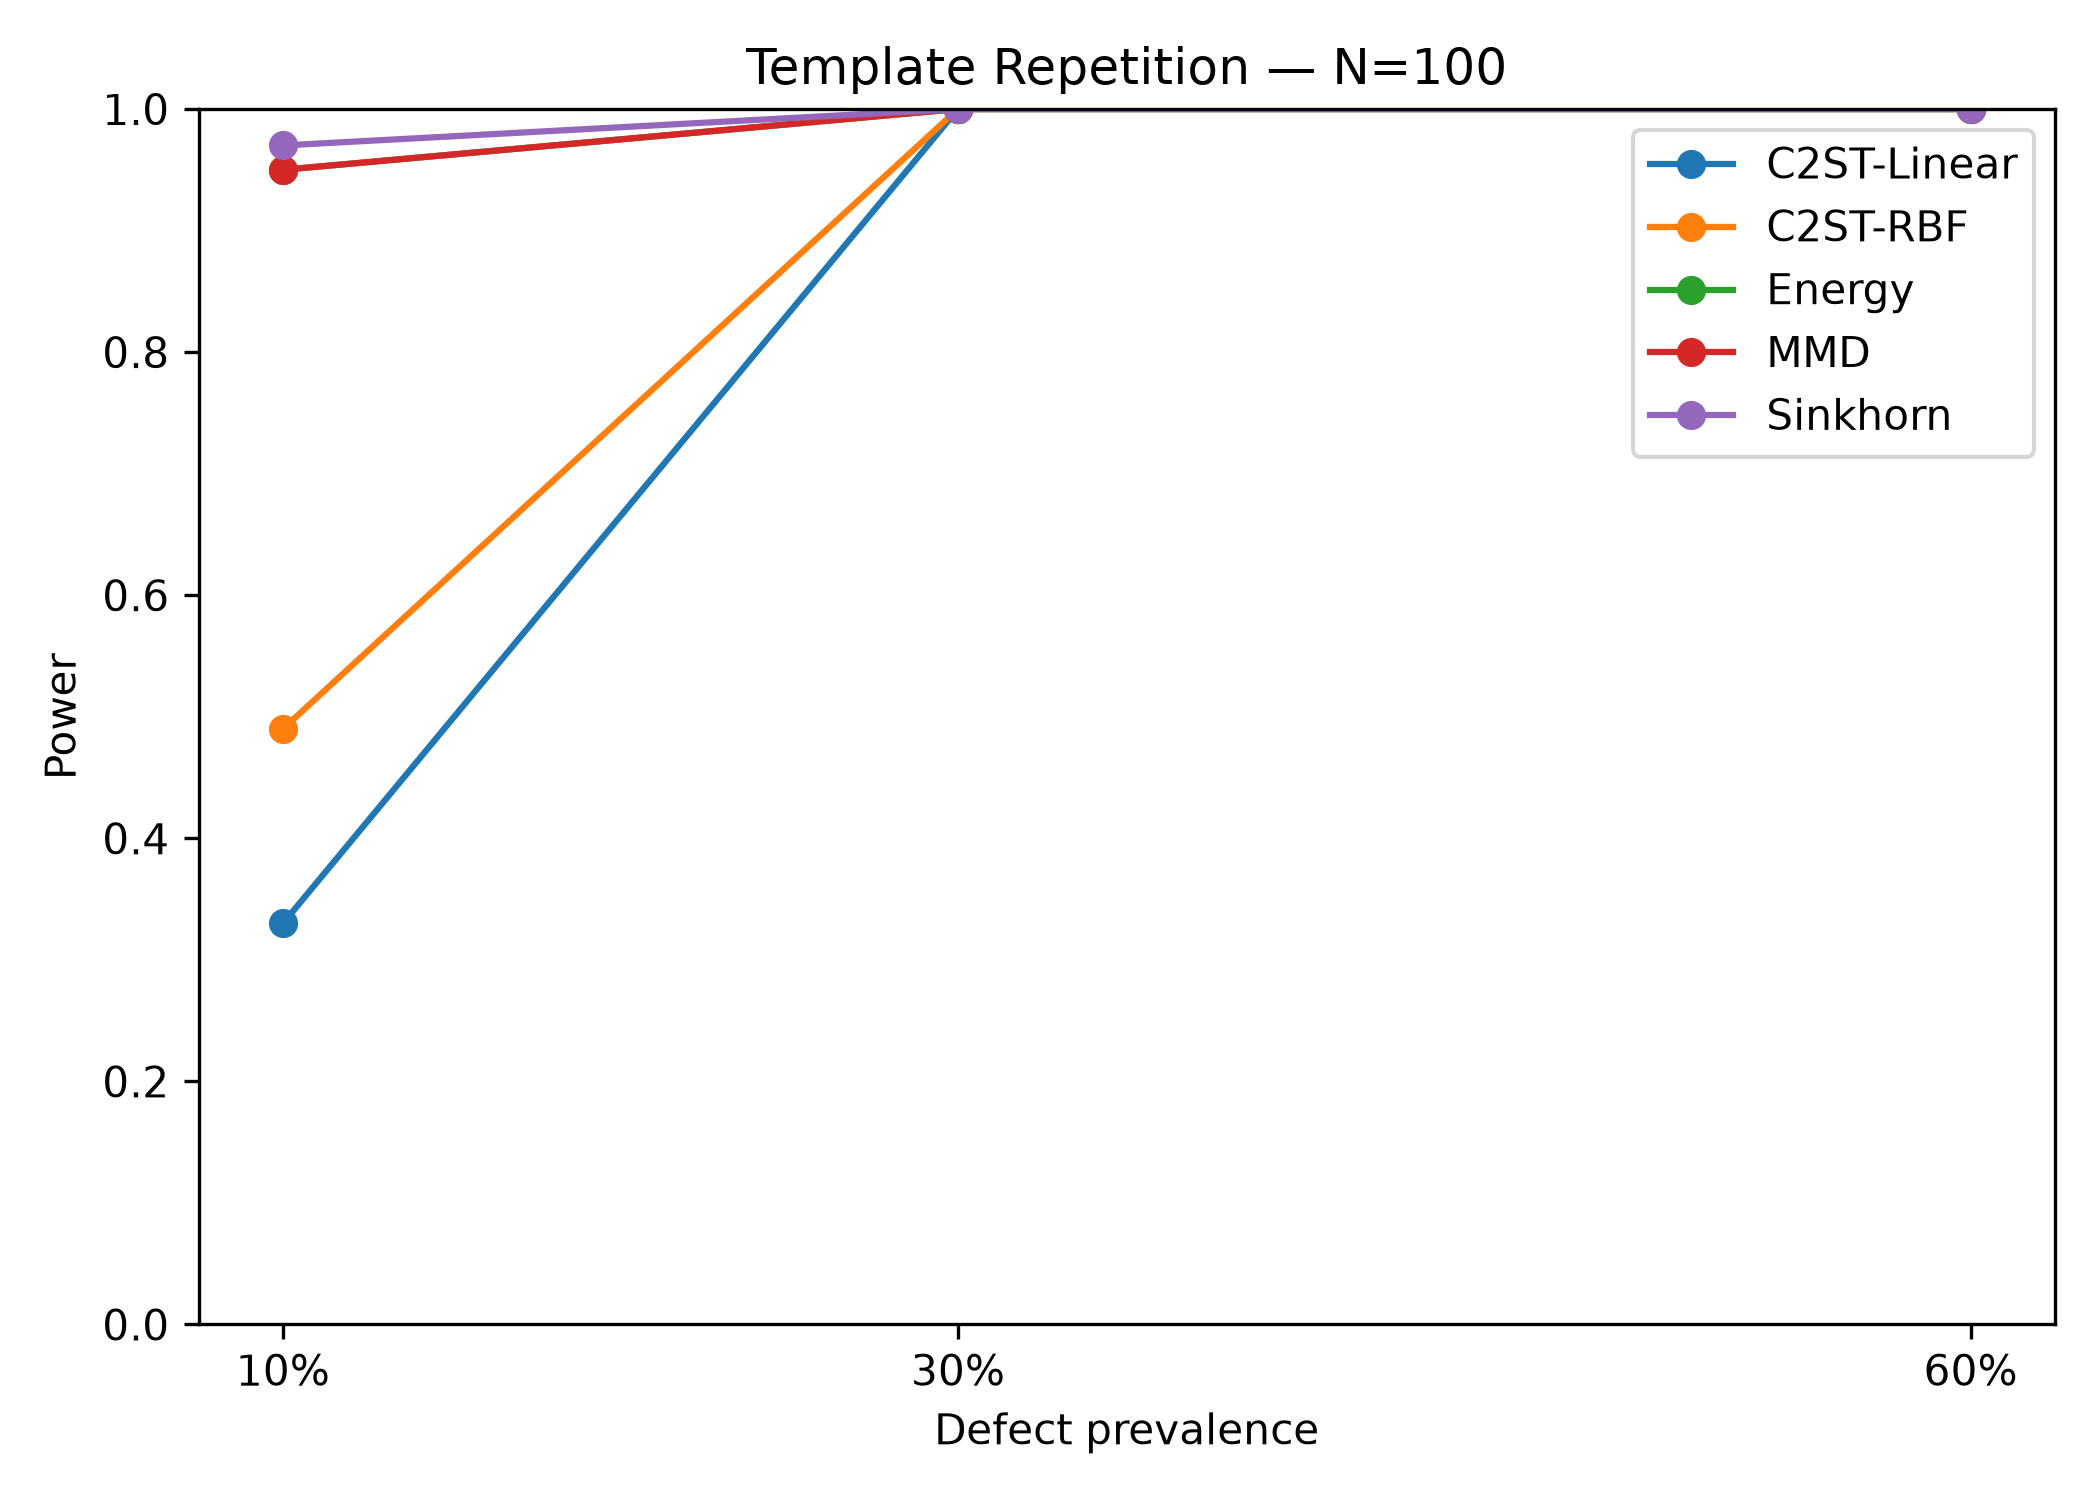 Template Repetition — N=100
1.0
0.8
0.6
0.4
0.2
0.0
Power
10%
30%
60%
Defect prevalence
C2ST-Linear
C2ST-RBF
Energy
MMD
Sinkhorn